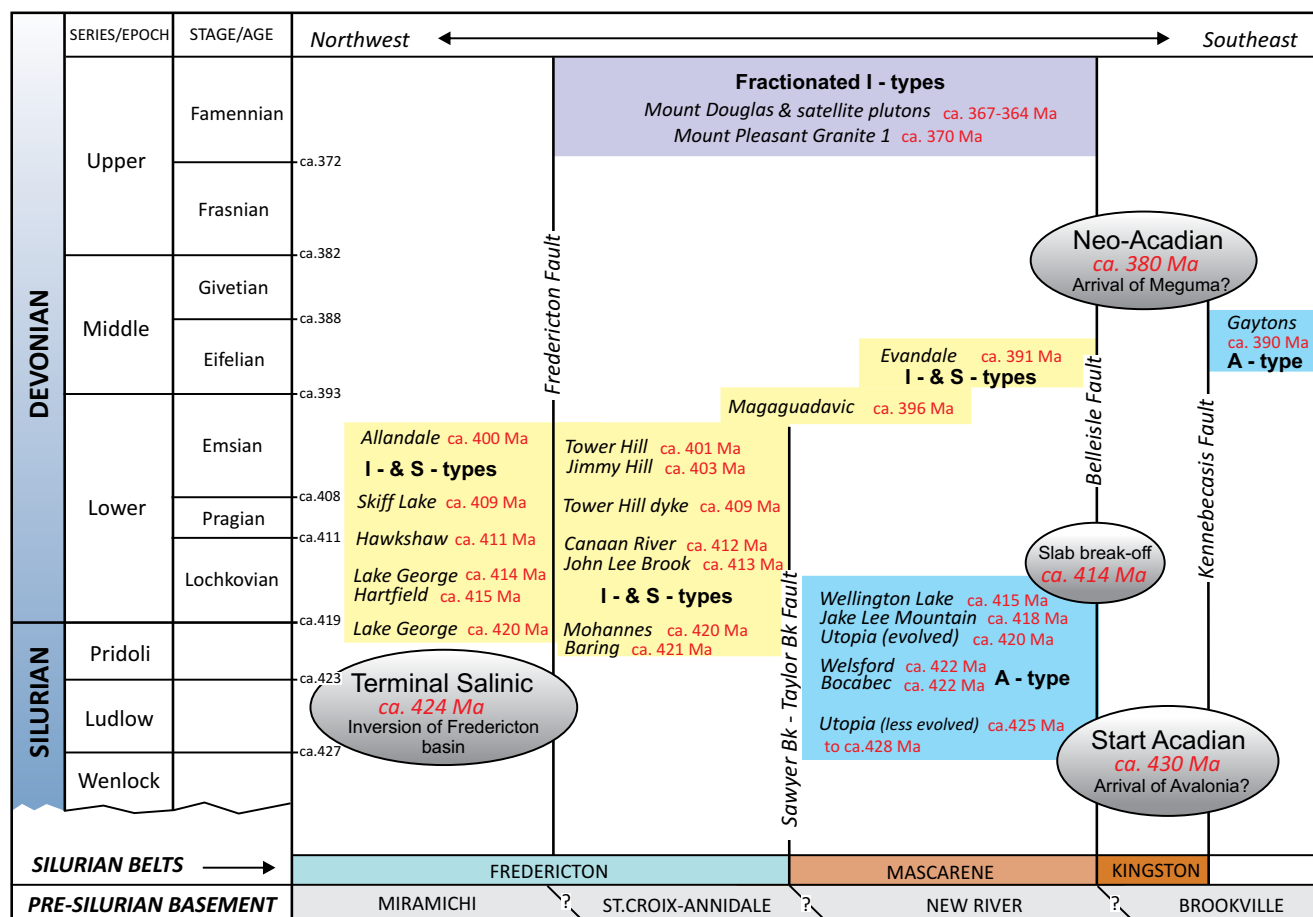 SERIES/EPOCH
STAGE/AGE
Northwest
Southeast
DEVONIAN
SILURIAN
Upper
Middle
Lower
Pridoli
Ludlow
Wenlock
Famennian
Frasnian
Givetian
Eifelian
Emsian
Pragian
Lochkovian
ca.372
ca.382
ca.388
ca.393
ca.408
ca.411
ca.419
ca.423
ca.427
Fractionated I - types
Mount Douglas & satellite plutons ca. 367-364 Ma
Mount Pleasant Granite 1 ca. 370 Ma
Fredericton Fault
Neo-Acadian
ca. 380 Ma
Arrival of Meguma?
Gaytons
ca. 390 Ma
A - type
Evandale ca. 391 Ma
I - & S - types
Magaguadavic ca. 396 Ma
Belleisle Fault
Kennebecasis Fault
Allandale ca. 400 Ma
I - & S - types
Skiff Lake ca. 409 Ma
Hawkshaw ca. 411 Ma
Lake George ca. 414 Ma
Hartfield ca. 415 Ma
Lake George ca. 420 Ma
Tower Hill ca. 401 Ma
Jimmy Hill ca. 403 Ma
Tower Hill dyke ca. 409 Ma
Canaan River ca. 412 Ma
John Lee Brook ca. 413 Ma
I - & S - types
Mohannes ca. 420 Ma
Baring ca. 421 Ma
Sawyer Bk - Taylor Bk Fault
Slab break-off
ca. 414 Ma
Wellington Lake ca. 415 Ma
Jake Lee Mountain ca. 418 Ma
Utopia (evolved) ca. 420 Ma
Welsford ca. 422 Ma
Bocabec ca. 422 Ma A - type
Utopia (less evolved) ca.425 Ma
to ca.428 Ma
Terminal Salinic
ca. 424 Ma
Inversion of Fredericton
basin
Start Acadian
ca. 430 Ma
Arrival of Avalonia?
SILURIAN BELTS
FREDERICTON
MASCARENE
KINGSTON
PRE-SILURIAN BASEMENT
MIRAMICHI
?
ST.CROIX-ANNIDALE
?
NEW RIVER
?
BROOKVILLE